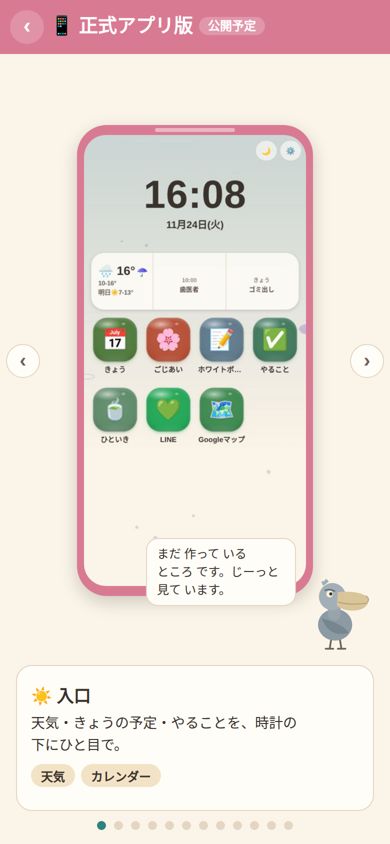 正式アプリ版 公開予定
16:08
11月24日(火)
16°
10-16°
明日 7-13°
10:00
歯医者
きょう
ゴミ出し
JULY
17
きょう ごじあい ホワイトボ… やること
ひといき LINE Googleマップ
まだ 作って いる
ところ です。じーっと
見て います。
入口
天気・きょうの予定・やることを、時計の
下にひと目で。
天気 カレンダー